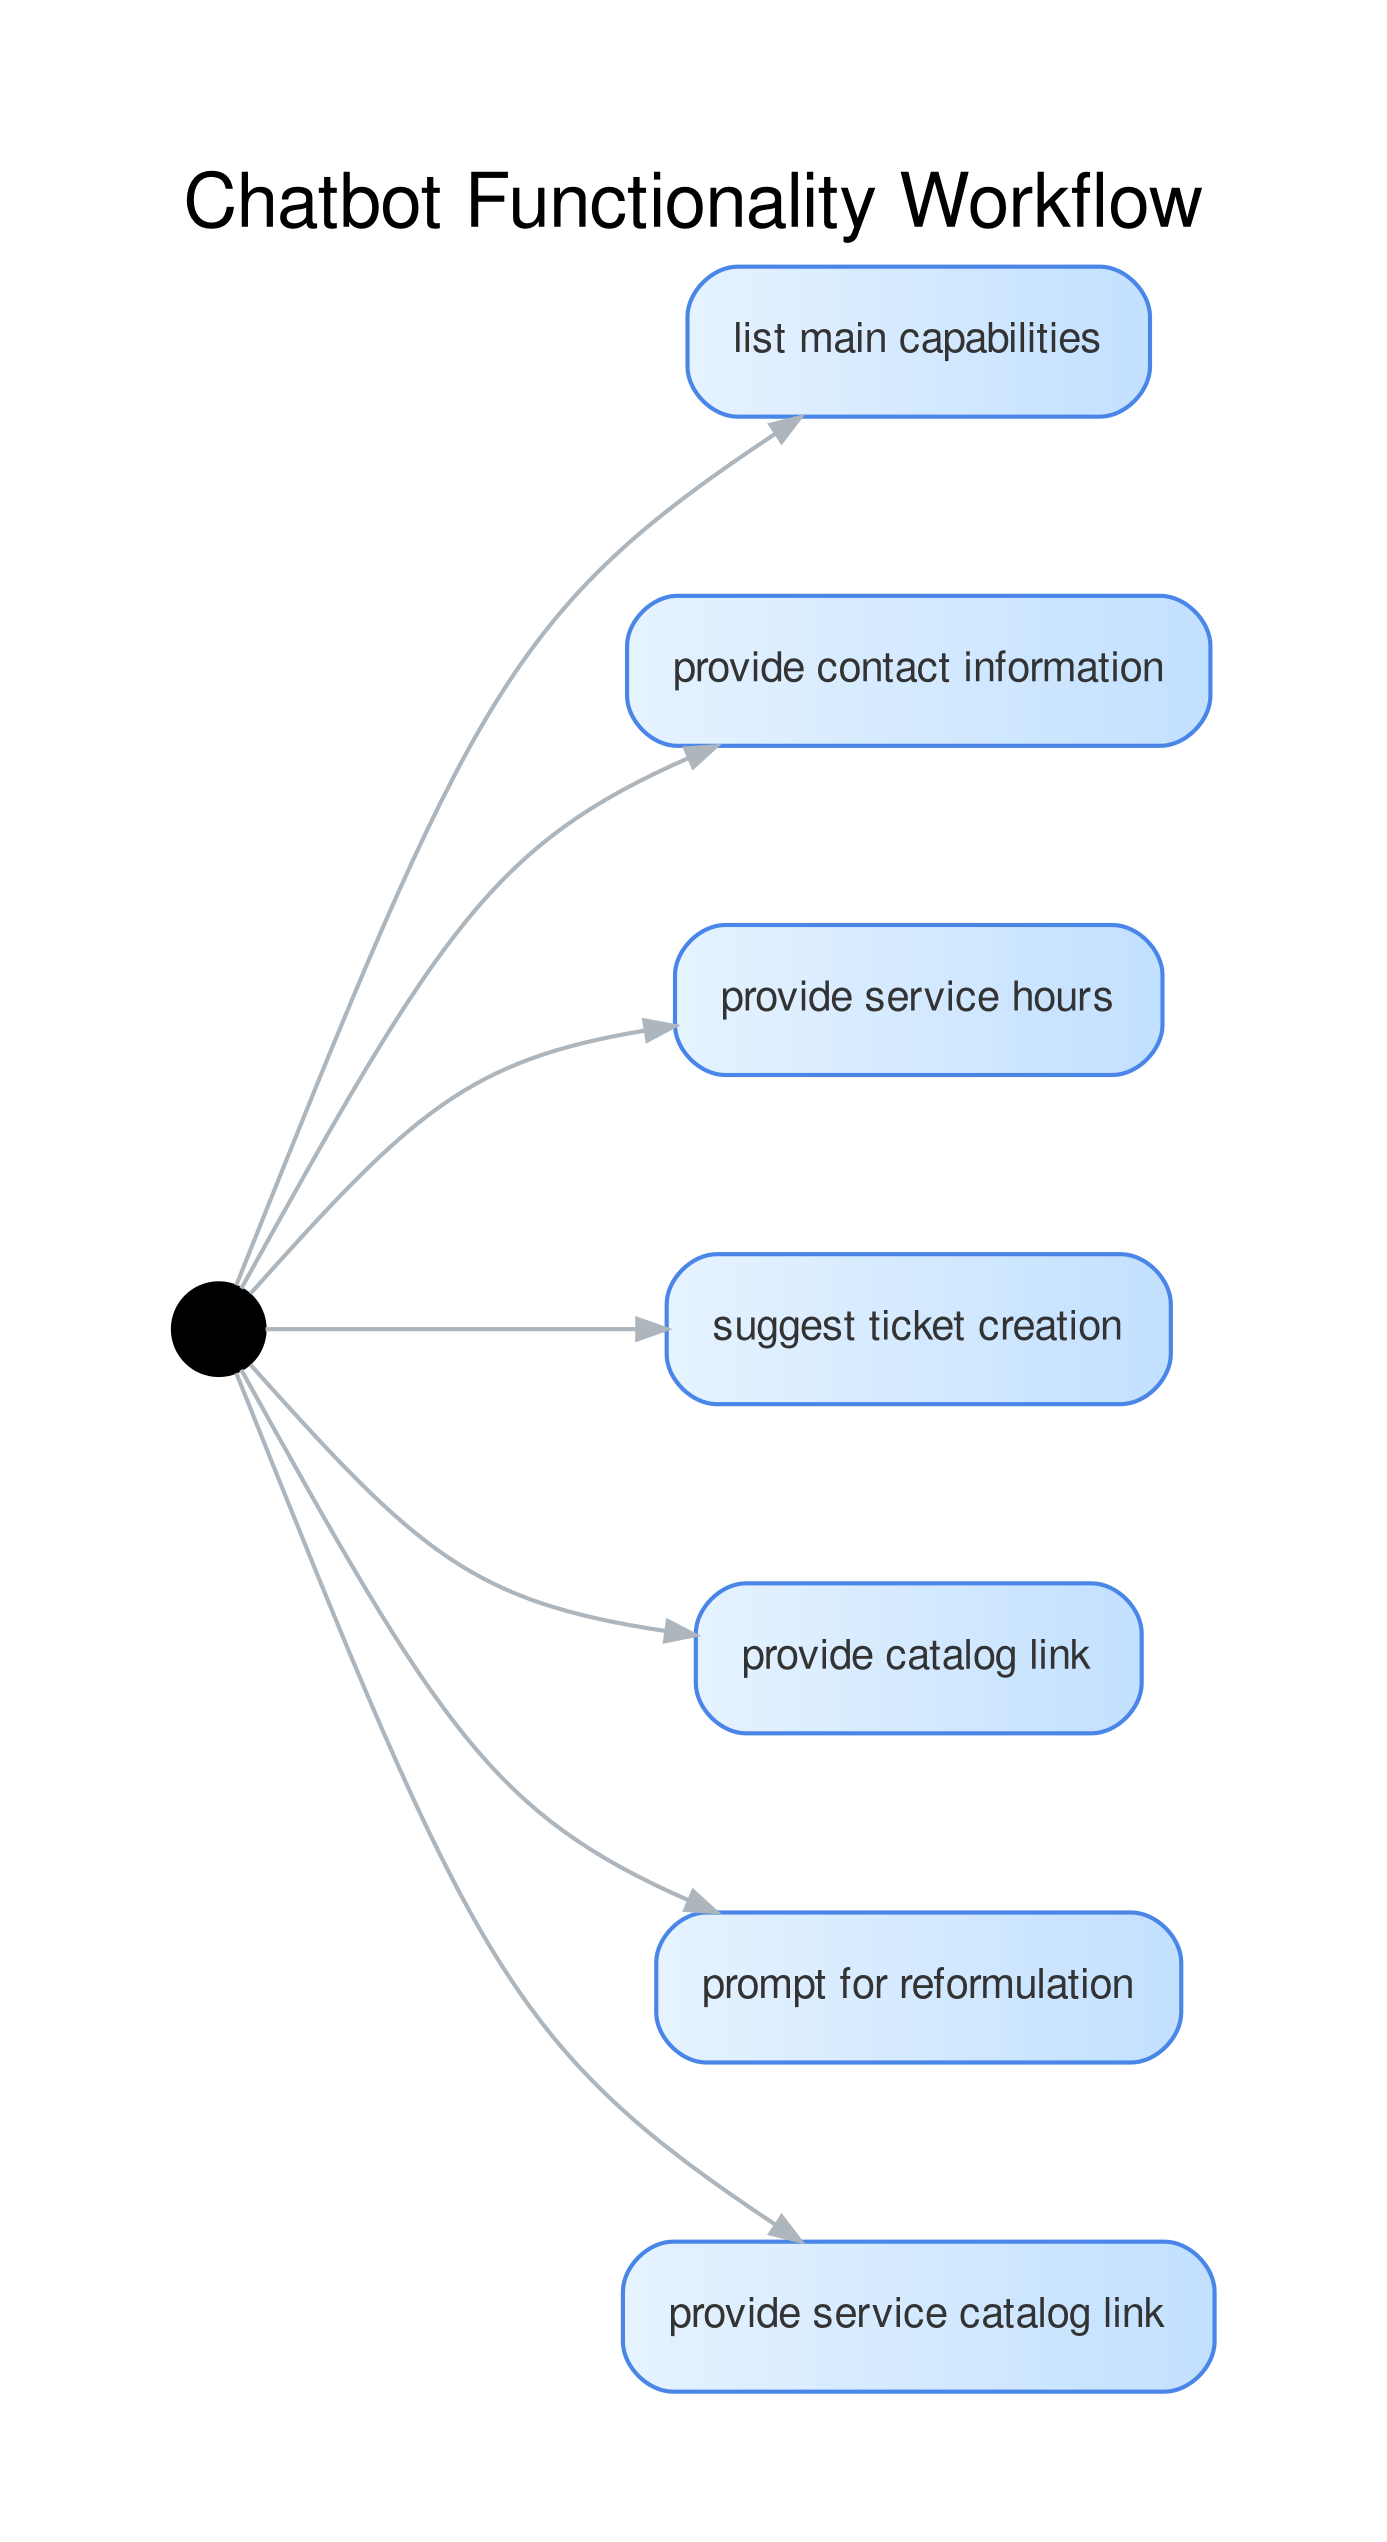 Chatbot Functionality Workflow
list main capabilities
provide contact information
provide service hours
suggest ticket creation
provide catalog link
prompt for reformulation
provide service catalog link